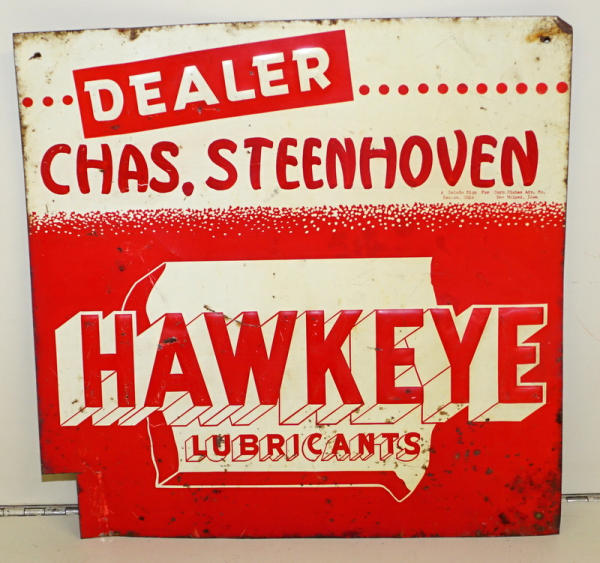 DEALER
CHAS. STEENHOVEN
HAWKEYE
LUBRICANTS